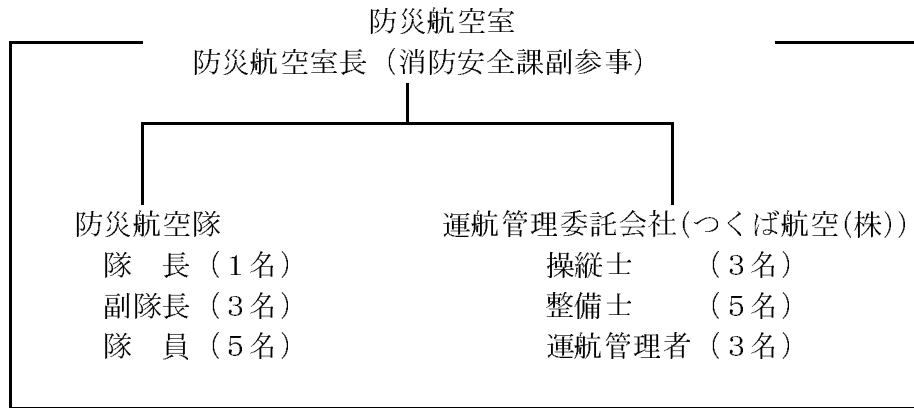 防災航空室
防災航空室長（消防安全課副参事）
防災航空隊
隊　長（１名）
副隊長（３名）
隊　員（５名）
運航管理委託会社(つくば航空(株))
操縦士　　（３名）
整備士　　（５名）
運航管理者（３名）